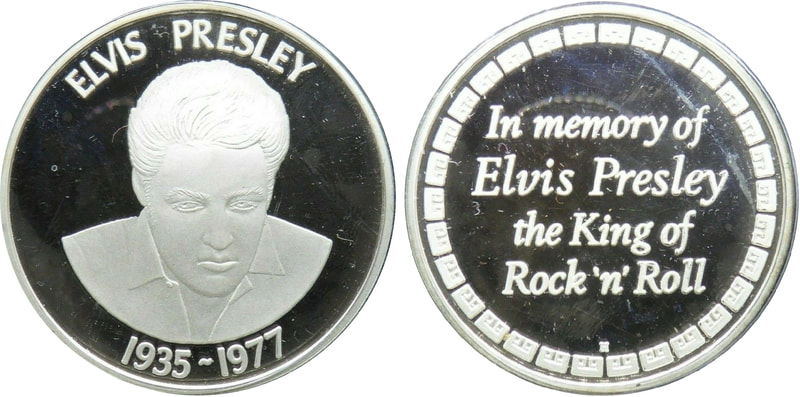 ELVIS PRESLEY
1935~1977
In memory of
Elvis Presley
the King of
Rock 'n' Roll